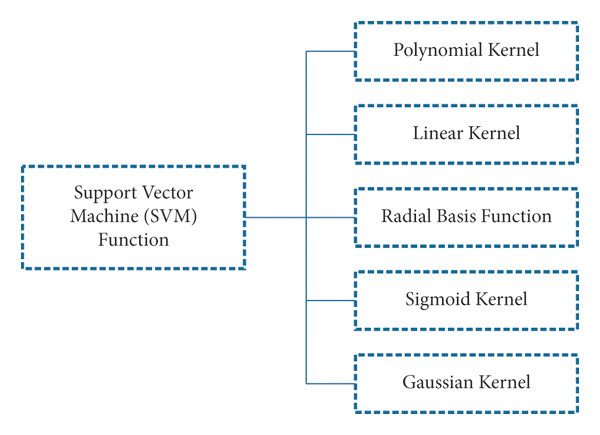 Support Vector
Machine (SVM)
Function
Polynomial Kernel
Linear Kernel
Radial Basis Function
Sigmoid Kernel
Gaussian Kernel